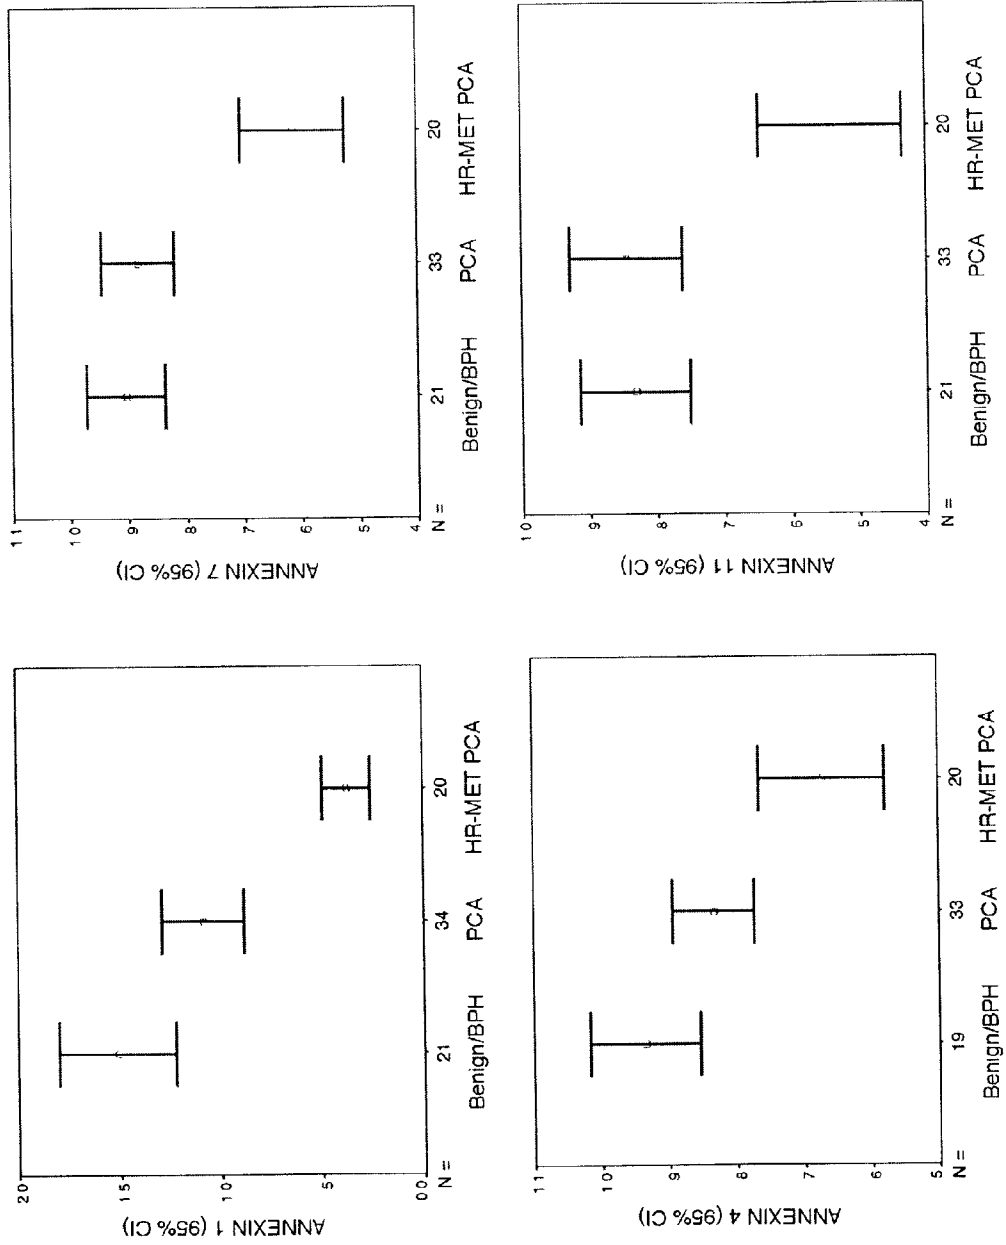 ANNEXIN 1 (95% CI)
20
15
10
5
00
N =
21
34
20
Benign/BPH
PCA
HR-MET PCA
ANNEXIN 7 (95% CI)
11
10
9
8
7
6
5
4
N =
21
33
20
Benign/BPH
PCA
HR-MET PCA
ANNEXIN 4 (95% CI)
11
10
9
8
7
6
5
N =
19
33
20
Benign/BPH
PCA
HR-MET PCA
ANNEXIN 11 (95% CI)
10
9
8
7
6
5
4
N =
21
33
20
Benign/BPH
PCA
HR-MET PCA